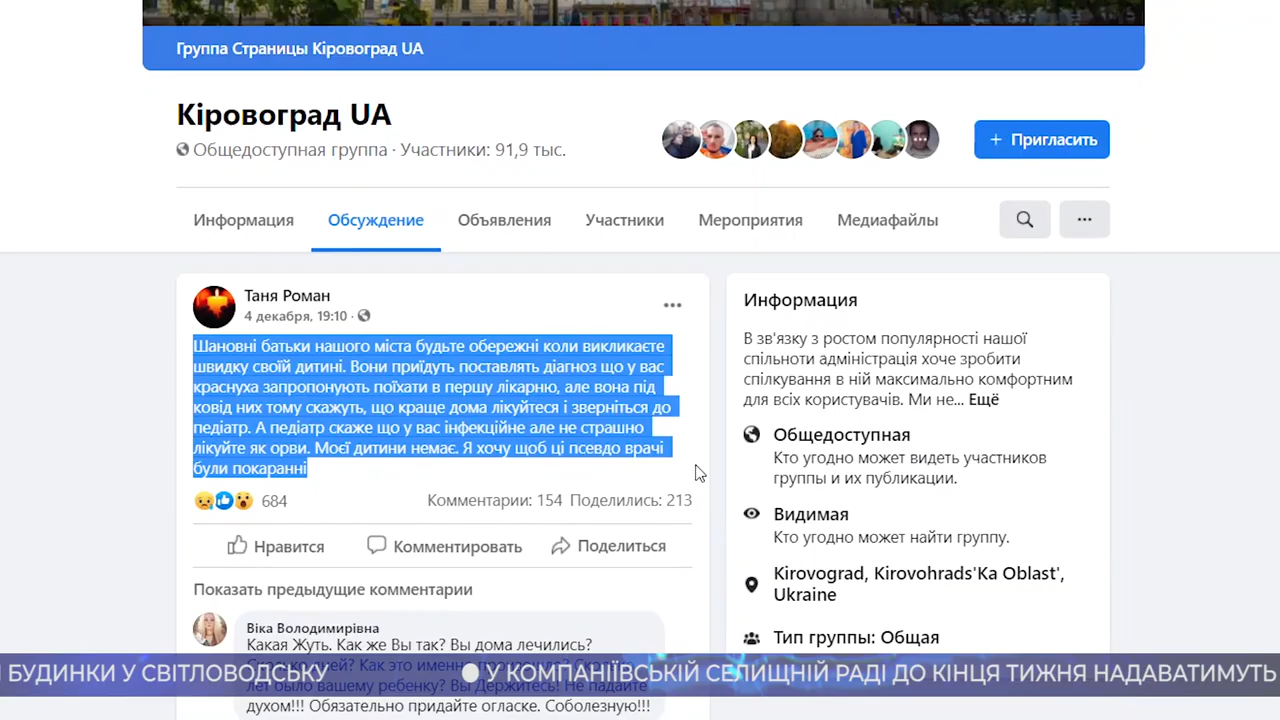 Группа Страницы Кіровоград UA
Кіровоград UA
Общедоступная группа · Участники: 91,9 тыс.
+ Пригласить
Информация
Обсуждение
Объявления
Участники
Мероприятия
Медиафайлы
Таня Роман
4 декабря, 19:10 ·
Шановні батьки нашого міста будьте обережні коли викликаєте
швидку своїй дитині. Вони приїдуть поставлять діагноз що у вас
краснуха запропонують поїхати в першу лікарню, але вона під
ковід них тому скажуть, що краще дома лікуйтеся і зверніться до
педіатр. А педіатр скаже що у вас інфекційне але не страшно
лікуйте як орви. Моєї дитини немає. Я хочу щоб ці псевдо врачі
були покаранні
684
Комментарии: 154 Поделились: 213
Нравится
Комментировать
Поделиться
Показать предыдущие комментарии
Віка Володимирівна
Какая Жуть. Как же Вы так? Вы дома лечились?
лет было вашему ребенку? Вы Держитесь! Не падайте
духом!!! Обязательно придайте огласке. Соболезную!!!
Информация
В зв'язку з ростом популярності нашої
спільноти адміністрація хоче зробити
спілкування в ній максимально комфортним
для всіх користувачів. Ми не... Ещё
Общедоступная
Кто угодно может видеть участников
группы и их публикации.
Видимая
Кто угодно может найти группу.
Kirovograd, Kirovohrads'Ka Oblast',
Ukraine
Тип группы: Общая
БУДИНКИ У СВІТЛОВОДСЬКУ
У КОМПАНІЇВСЬКІЙ СЕЛИЩНІЙ РАДІ ДО КІНЦЯ ТИЖНЯ НАДАВАТИМУТЬ